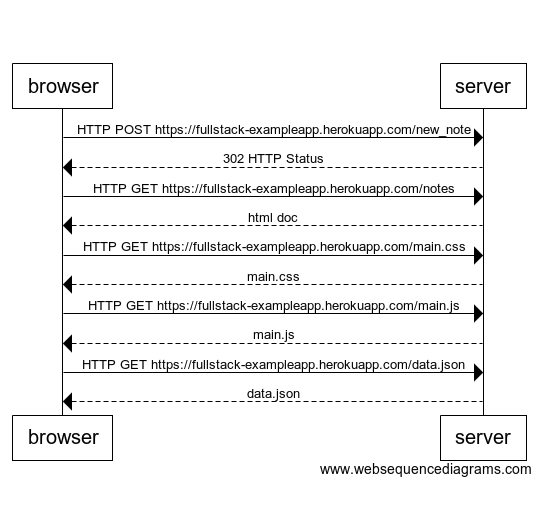 browser server
HTTP POST https://fullstack-exampleapp.herokuapp.com/new_note
302 HTTP Status
HTTP GET https://fullstack-exampleapp.herokuapp.com/notes
html doc
HTTP GET https://fullstack-exampleapp.herokuapp.com/main.css
main.css
HTTP GET https://fullstack-exampleapp.herokuapp.com/main.js
main.js
HTTP GET https://fullstack-exampleapp.herokuapp.com/data.json
data.json
browser server
www.websequencediagrams.com